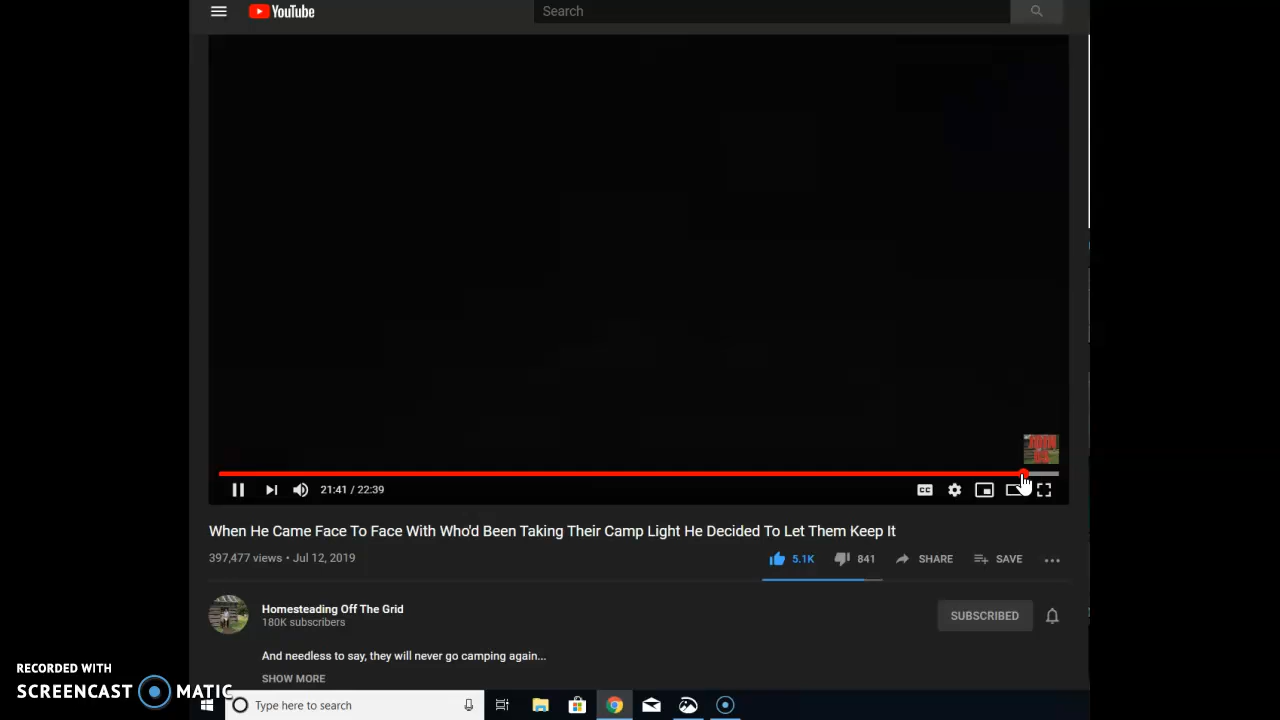 YouTube
Search
21:41 / 22:39
CC
When He Came Face To Face With Who'd Been Taking Their Camp Light He Decided To Let Them Keep It
397,477 views • Jul 12, 2019
5.1K
841
SHARE
SAVE
Homesteading Off The Grid
180K subscribers
SUBSCRIBED
And needless to say, they will never go camping again...
SHOW MORE
RECORDED WITH
SCREENCAST MATIC
Type here to search